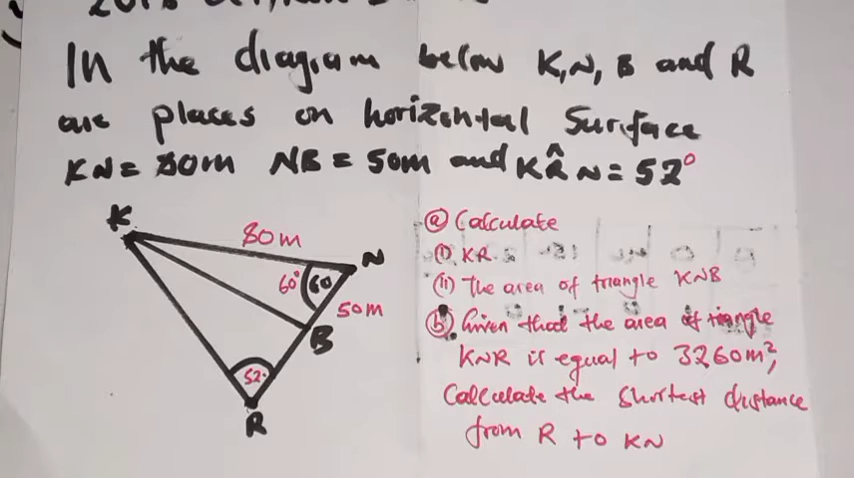 In the diagram below K,N, B and R
are places on horizontal Surface
KN= 80m NB = 50m and KR̂N = 52°
K
80m
N
60°
60
50m
B
52°
R
(a) Calculate
(i) KR
(ii) The area of triangle KNB
(b) Given that the area of triangle
KNR is equal to 3260m²,
Calculate the Shortest distance
from R to KN